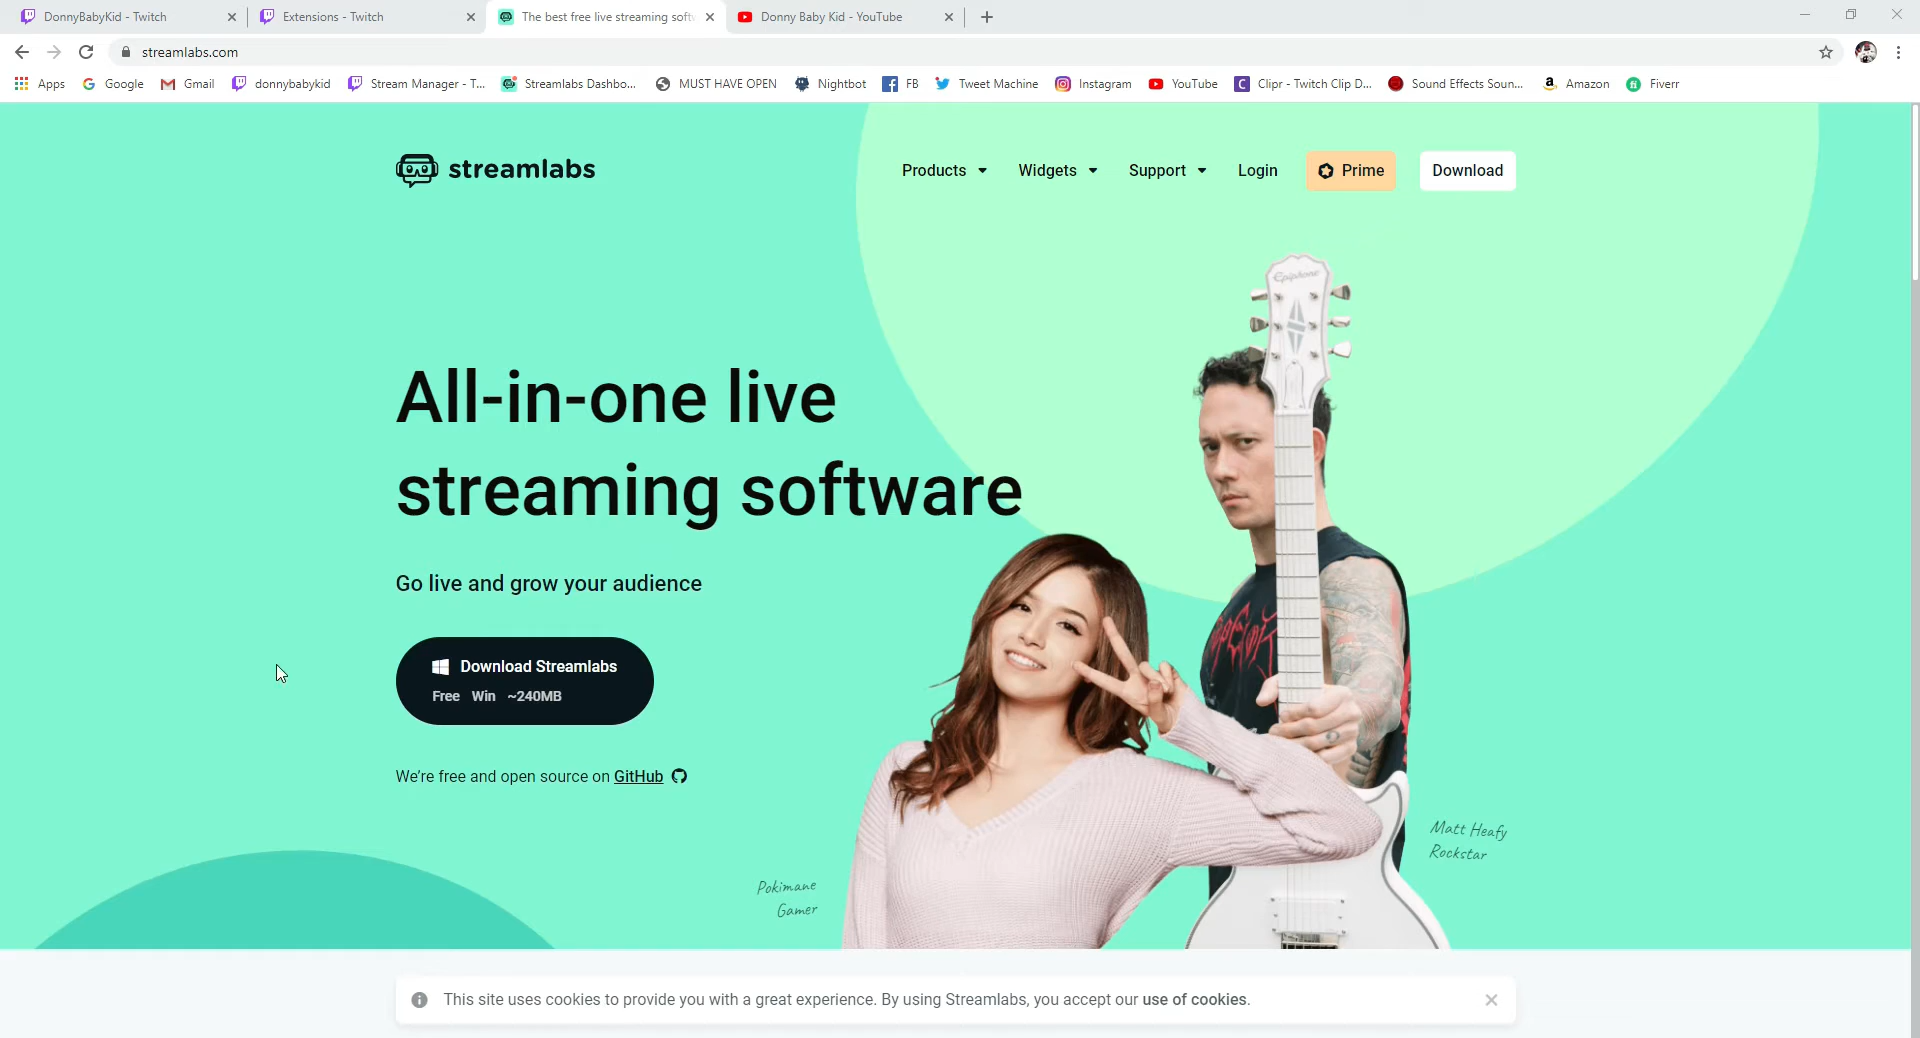 DonnyBabyKid - Twitch
Extensions - Twitch
The best free live streaming soft
Donny Baby Kid - YouTube
streamlabs.com
Apps
Google
Gmail
donnybabykid
Stream Manager - T...
Streamlabs Dashbo...
MUST HAVE OPEN
Nightbot
FB
Tweet Machine
Instagram
YouTube
Clipr - Twitch Clip D...
Sound Effects Soun...
Amazon
Fiverr
streamlabs
Products
Widgets
Support
Login
Prime
Download
Epiphone
All-in-one live
streaming software
Go live and grow your audience
Download Streamlabs
Free Win ~240MB
We're free and open source on GitHub
Matt Heafy
Rockstar
Pokimane
Gamer
This site uses cookies to provide you with a great experience. By using Streamlabs, you accept our use of cookies.